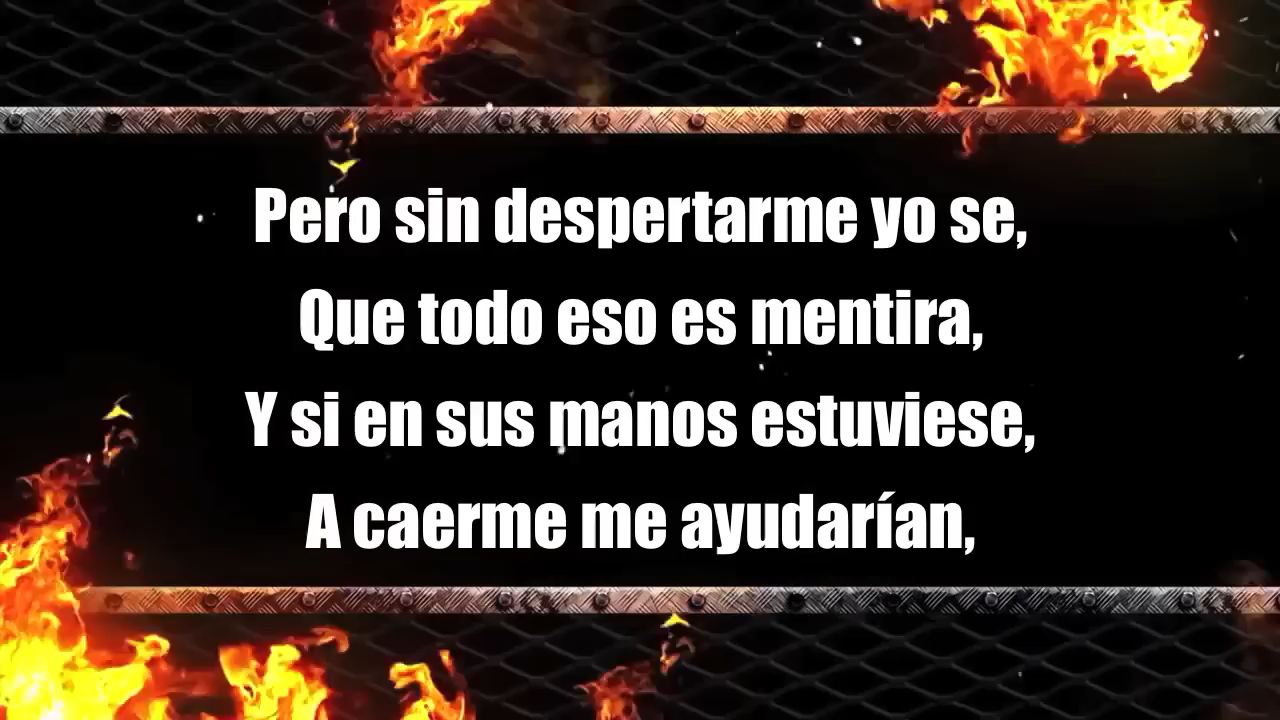 Pero sin despertarme yo se,
Que todo eso es mentira,
Y si en sus manos estuviese,
A caerme me ayudarían,